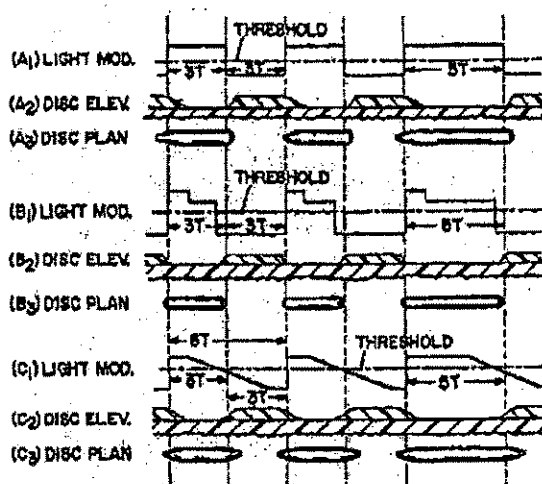 THRESHOLD
(A1) LIGHT MOD.
3T 3T 5T
(A2) DISC ELEV.
(A3) DISC PLAN
THRESHOLD
(B1) LIGHT MOD.
3T 3T 5T
(B2) DISC ELEV.
(B3) DISC PLAN
6T
THRESHOLD
(C1) LIGHT MOD.
3T 5T
3T
(C2) DISC ELEV.
(C3) DISC PLAN